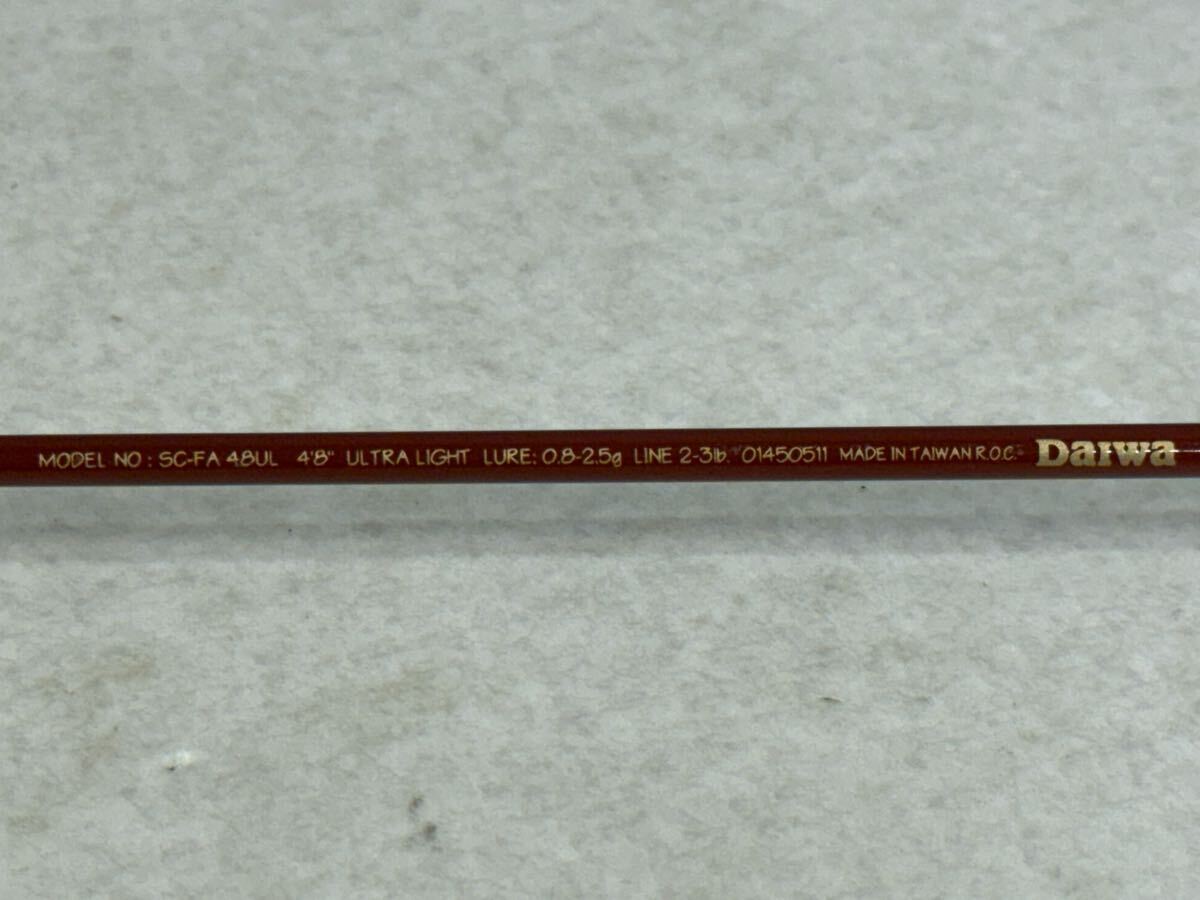 MODEL NO : SC-FA 48UL 4'8" ULTRA LIGHT LURE: 0.8-2.5g LINE 2-3lb. 01450511 MADE IN TAIWAN R.O.C. Daiwa